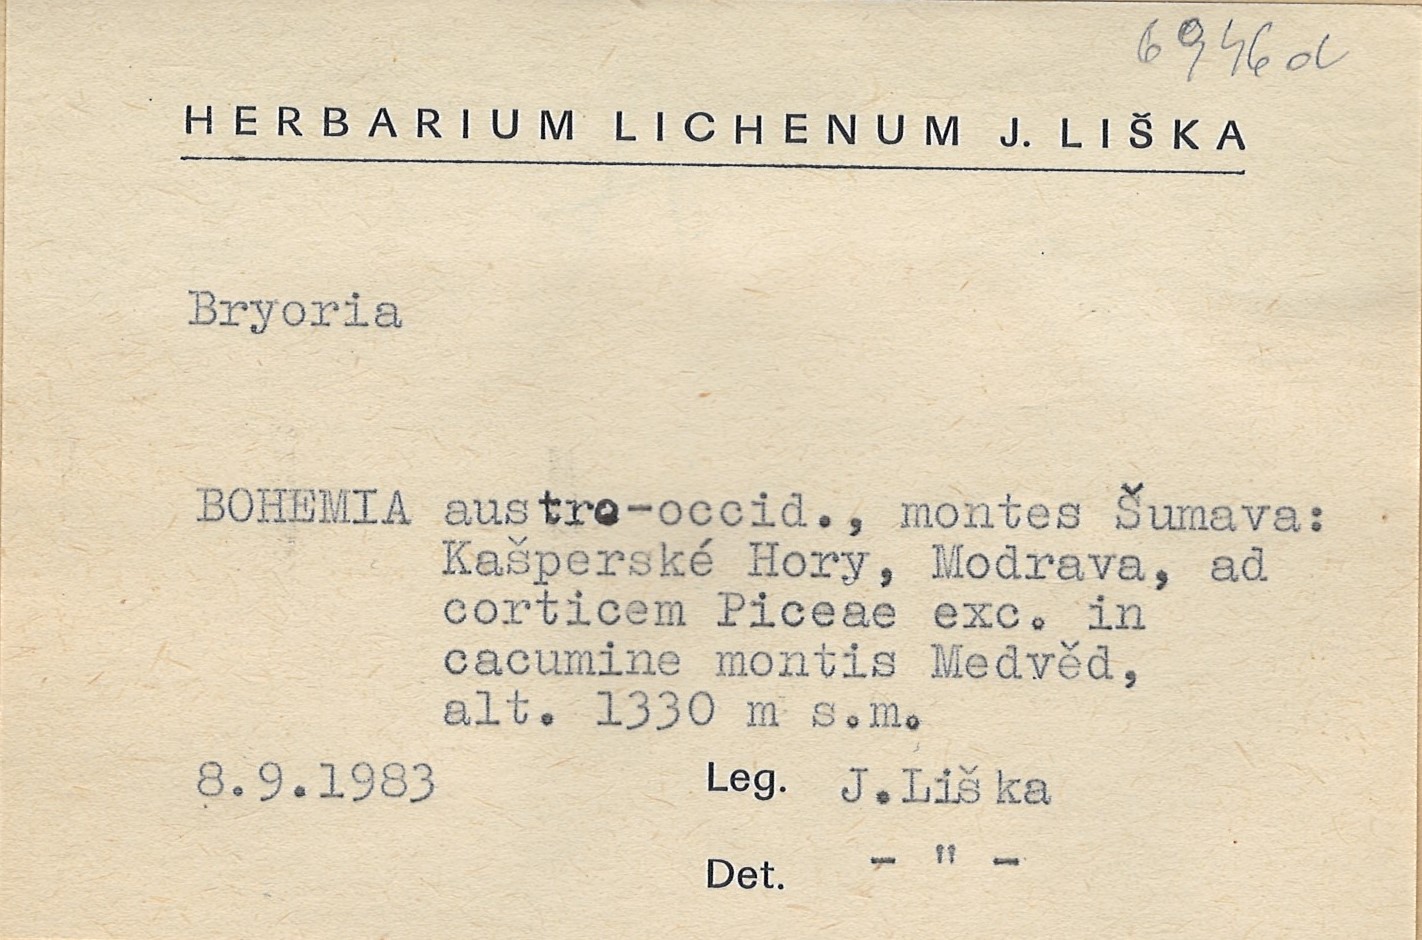 6946d
HERBARIUM LICHENUM J. LIŠKA
Bryoria
BOHEMIA austro-occid., montes Šumava:
Kašperské Hory, Modrava, ad
corticem Piceae exc. in
cacumine montis Medvěd,
alt. 1330 m s.m.
8.9.1983 Leg. J.Liška
Det. - " -